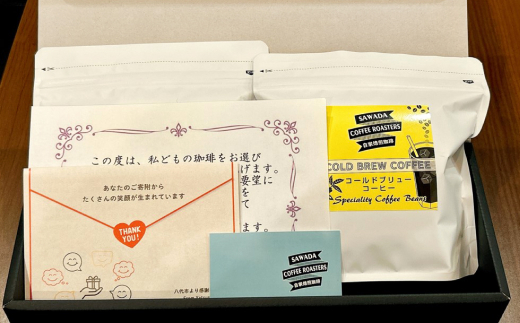 SAWADA
COFFEE ROASTERS
自家焙煎珈琲
COLD BREW COFFEE
コールドブリュー
コーヒー
Speciality Coffee Beans
この度は、私どもの珈琲をお選び
げます。
要望に
を
て
ます。
あなたのご寄附から
たくさんの笑顔が生まれています
THANK
YOU!
八代市より感謝
SAWADA
COFFEE ROASTERS
自家焙煎珈琲